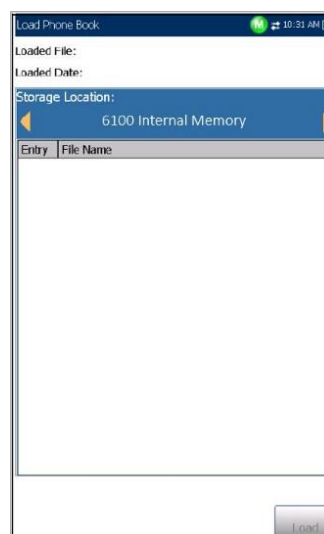 Load Phone Book M 10:31 AM
Loaded File:
Loaded Date:
Storage Location:
6100 Internal Memory
Entry File Name
Load